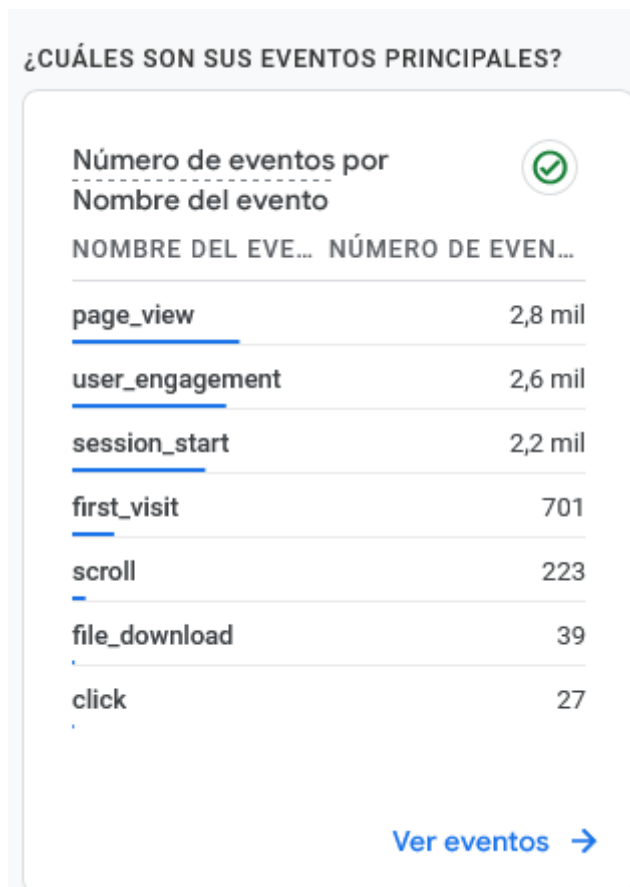 ¿CUÁLES SON SUS EVENTOS PRINCIPALES?
Número de eventos por
Nombre del evento
NOMBRE DEL EVE... NÚMERO DE EVEN...
page_view 2,8 mil
user_engagement 2,6 mil
session_start 2,2 mil
first_visit 701
scroll 223
file_download 39
click 27
Ver eventos →